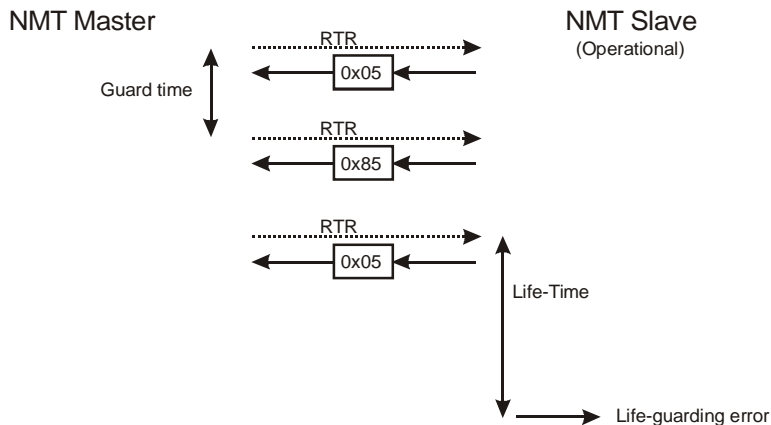 NMT Master
NMT Slave
(Operational)
RTR
0x05
Guard time
RTR
0x85
RTR
0x05
Life-Time
Life-guarding error